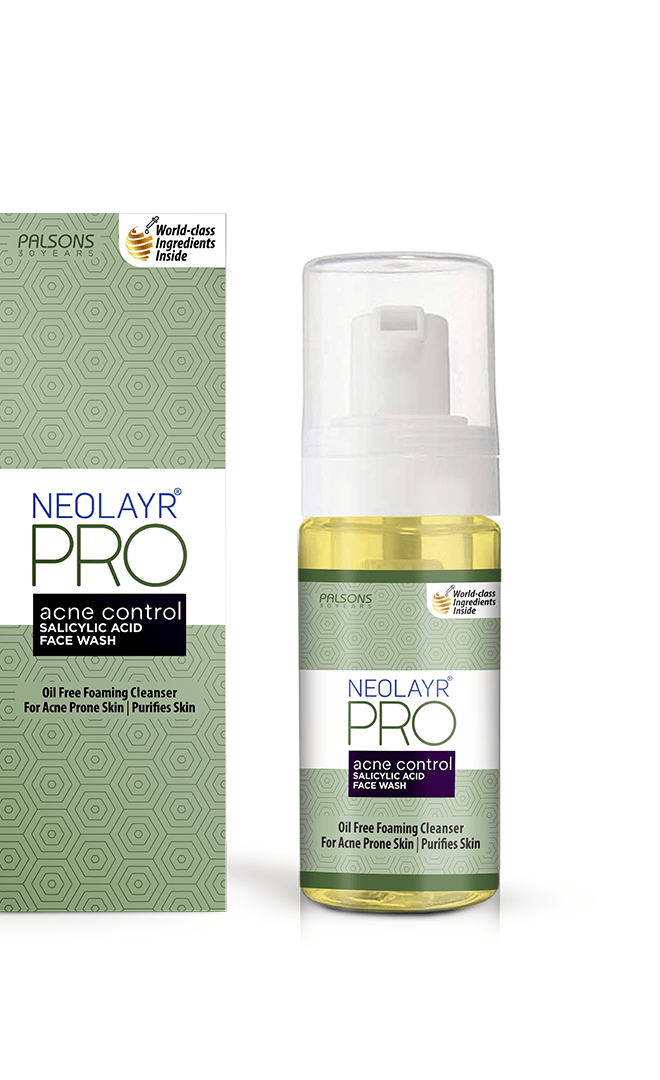 PALSONS
30 YEARS
World-class
Ingredients
Inside
NEOLAYR®
PRO
acne control
SALICYLIC ACID
FACE WASH
Oil Free Foaming Cleanser
For Acne Prone Skin | Purifies Skin
PALSONS
30 YEARS
World-class
Ingredients
Inside
NEOLAYR®
PRO
acne control
SALICYLIC ACID
FACE WASH
Oil Free Foaming Cleanser
For Acne Prone Skin | Purifies Skin